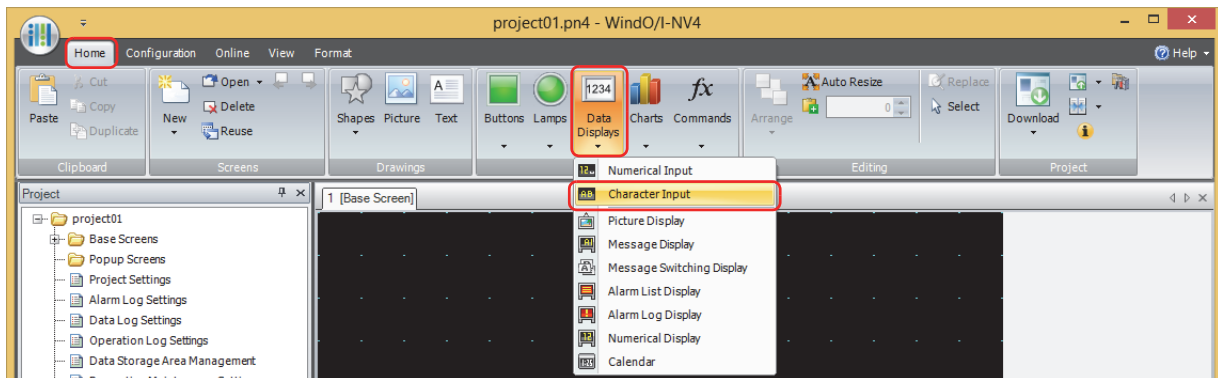 project01.pn4 - WindO/I-NV4
Home Configuration Online View Format Help
Paste Cut Copy Duplicate
New Open Delete Reuse
Shapes Picture Text
Buttons Lamps Data Displays Charts Commands
Arrange Auto Resize 0 Replace Select
Download
Clipboard Screens Drawings Editing Project
1234
Numerical Input
Character Input
Picture Display
Message Display
Message Switching Display
Alarm List Display
Alarm Log Display
Numerical Display
Calendar
Project
project01
Base Screens
Popup Screens
Project Settings
Alarm Log Settings
Data Log Settings
Operation Log Settings
Data Storage Area Management
1 [Base Screen]